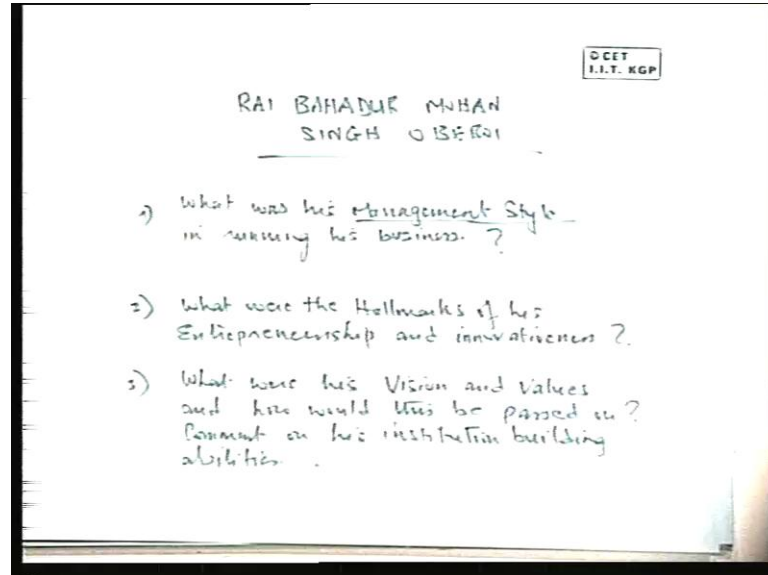 © CET
I.I.T. KGP
RAI BAHADUR MOHAN
SINGH OBEROI
1) What was his Management Style
in running his business ?
2) What were the Hallmarks of his
Entrepreneurship and innovativeness ?
3) What were his Vision and Values
and how would this be passed on ?
Comment on his institution building
abilities .